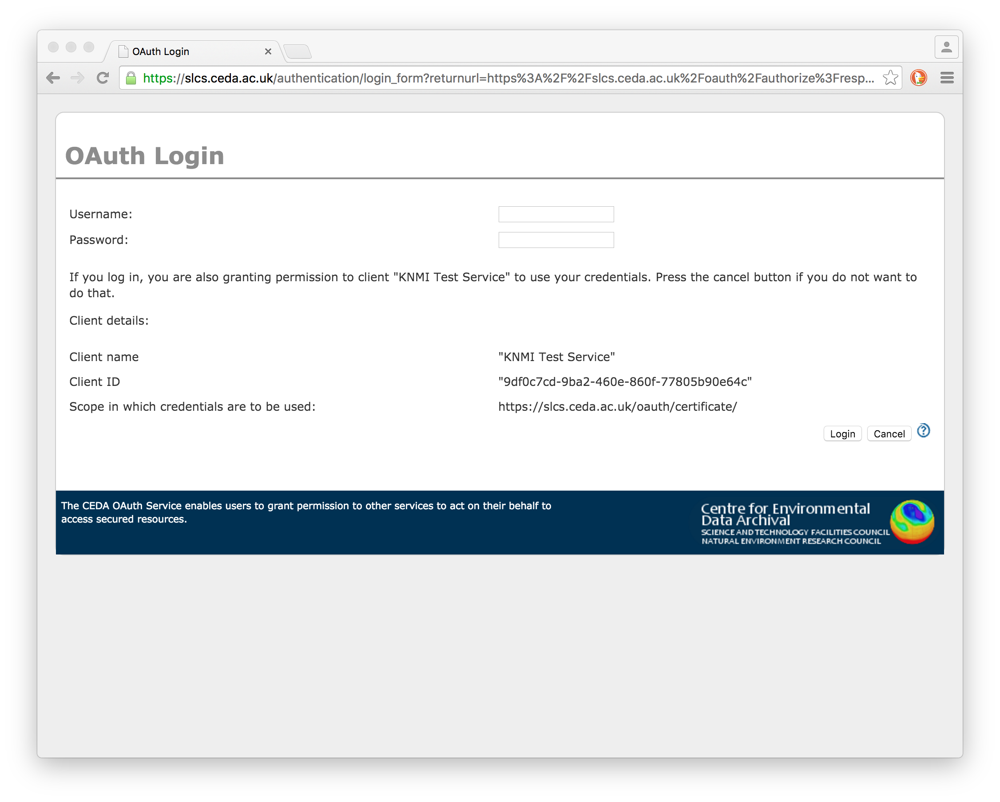 OAuth Login
https://slcs.ceda.ac.uk/authentication/login_form?returnurl=https%3A%2F%2Fslcs.ceda.ac.uk%2Foauth%2Fauthorize%3Fresp...
OAuth Login
Username:
Password:
If you log in, you are also granting permission to client "KNMI Test Service" to use your credentials. Press the cancel button if you do not want to
do that.
Client details:
Client name "KNMI Test Service"
Client ID "9df0c7cd-9ba2-460e-860f-77805b90e64c"
Scope in which credentials are to be used: https://slcs.ceda.ac.uk/oauth/certificate/
Login Cancel ?
The CEDA OAuth Service enables users to grant permission to other services to act on their behalf to
access secured resources.
Centre for Environmental
Data Archival
SCIENCE AND TECHNOLOGY FACILITIES COUNCIL
NATURAL ENVIRONMENT RESEARCH COUNCIL